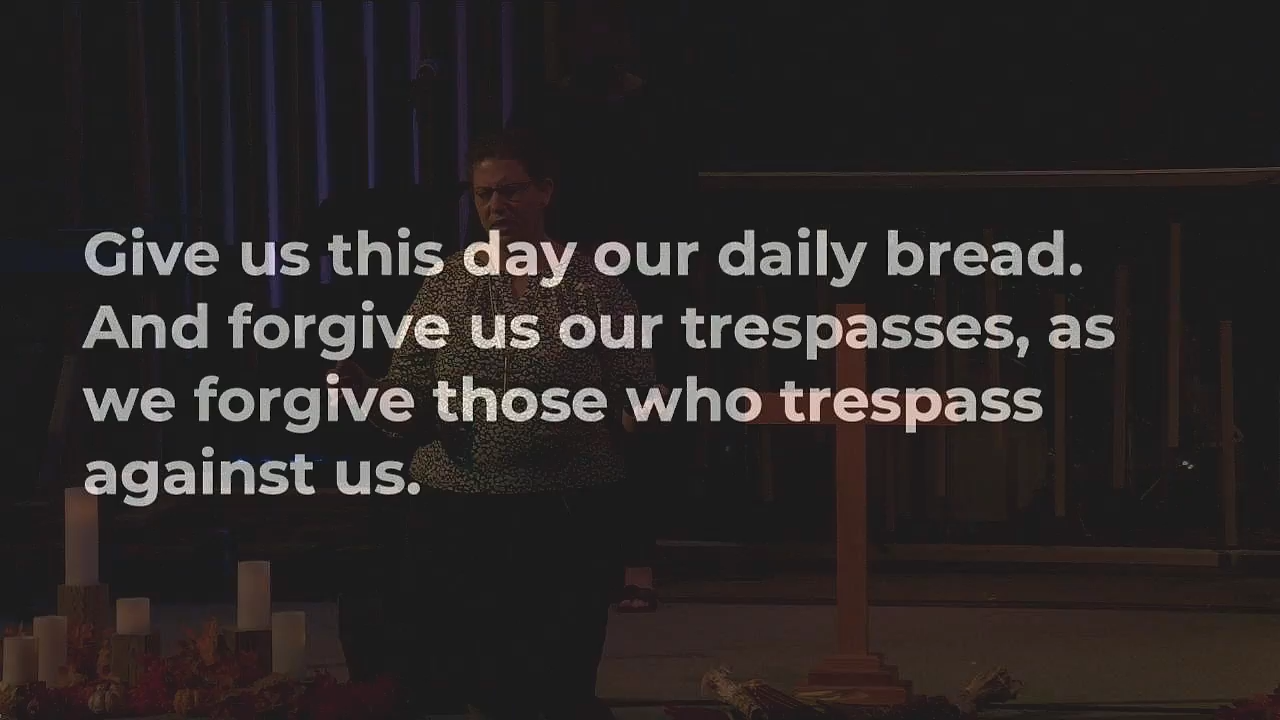 Give us this day our daily bread.
And forgive us our trespasses, as
we forgive those who trespass
against us.